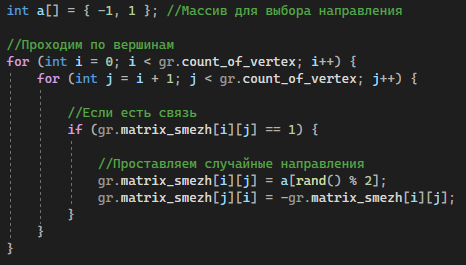 int a[] = { -1, 1 }; //Массив для выбора направления
//Проходим по вершинам
for (int i = 0; i < gr.count_of_vertex; i++) {
for (int j = i + 1; j < gr.count_of_vertex; j++) {
//Если есть связь
if (gr.matrix_smezh[i][j] == 1) {
//Проставляем случайные направления
gr.matrix_smezh[i][j] = a[rand() % 2];
gr.matrix_smezh[j][i] = -gr.matrix_smezh[i][j];
}
}
}